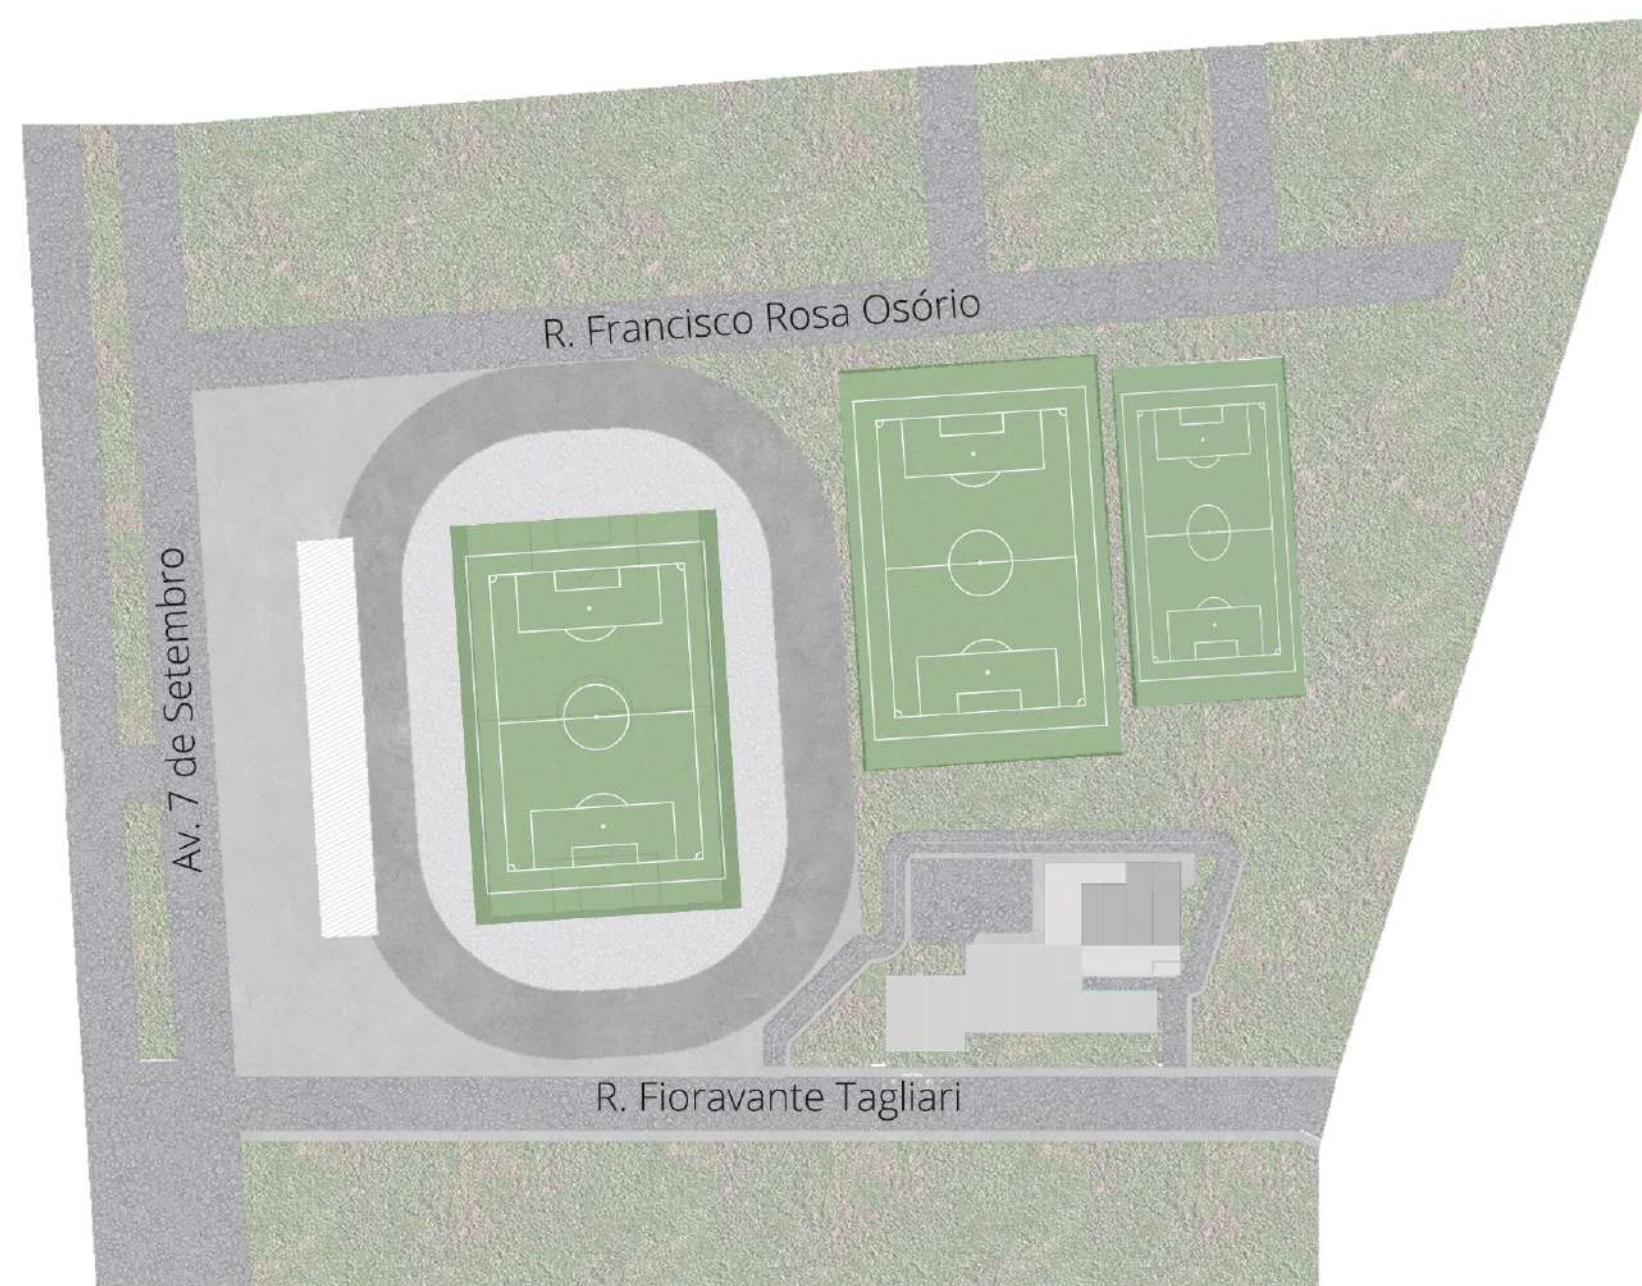 R. Francisco Rosa Osório
Av. 7 de Setembro
R. Fioravante Tagliari